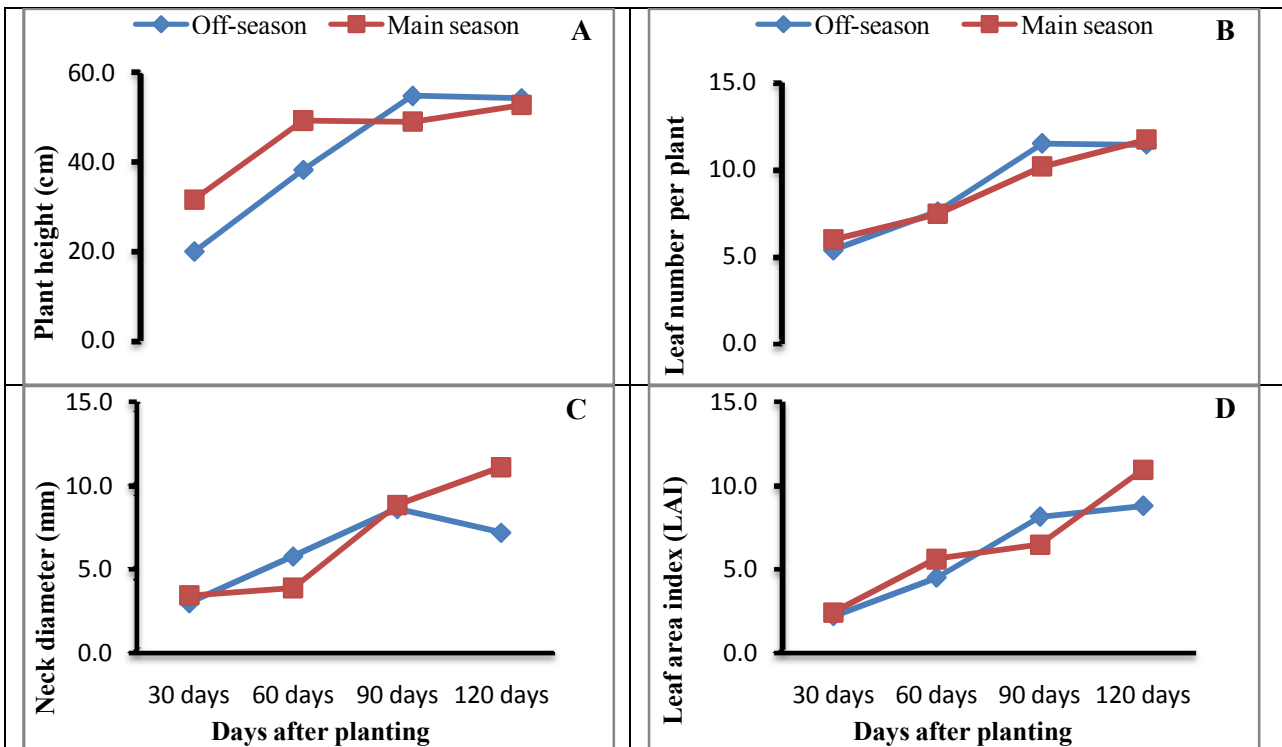 Off-season Main season A
Plant height (cm)
60.0
40.0
20.0
0.0
Off-season Main season B
Leaf number per plant
15.0
10.0
5.0
0.0
C
Neck diameter (mm)
15.0
10.0
5.0
0.0
30 days 60 days 90 days 120 days
Days after planting
D
Leaf area index (LAI)
15.0
10.0
5.0
0.0
30 days 60 days 90 days 120 days
Days after planting